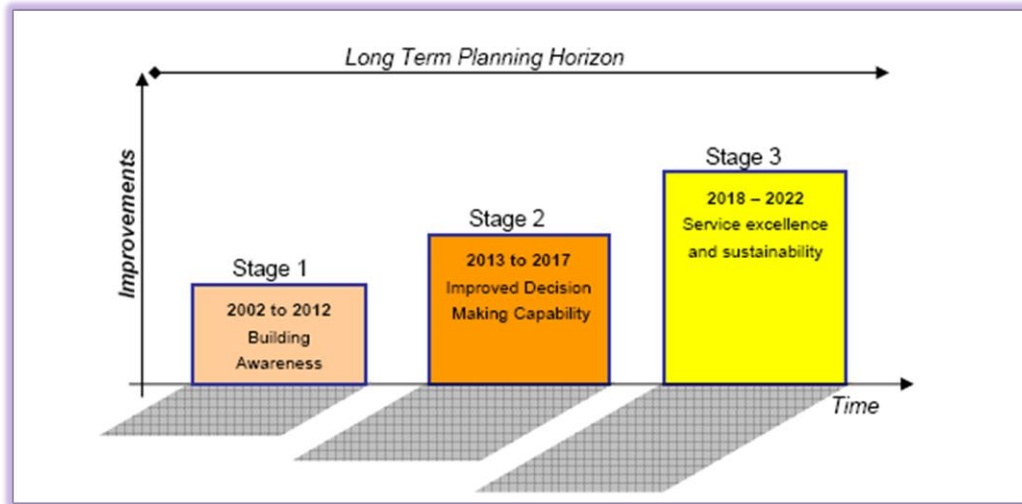 Long Term Planning Horizon
Improvements
Stage 1
2002 to 2012
Building
Awareness
Stage 2
2013 to 2017
Improved Decision
Making Capability
Stage 3
2018 – 2022
Service excellence
and sustainability
Time